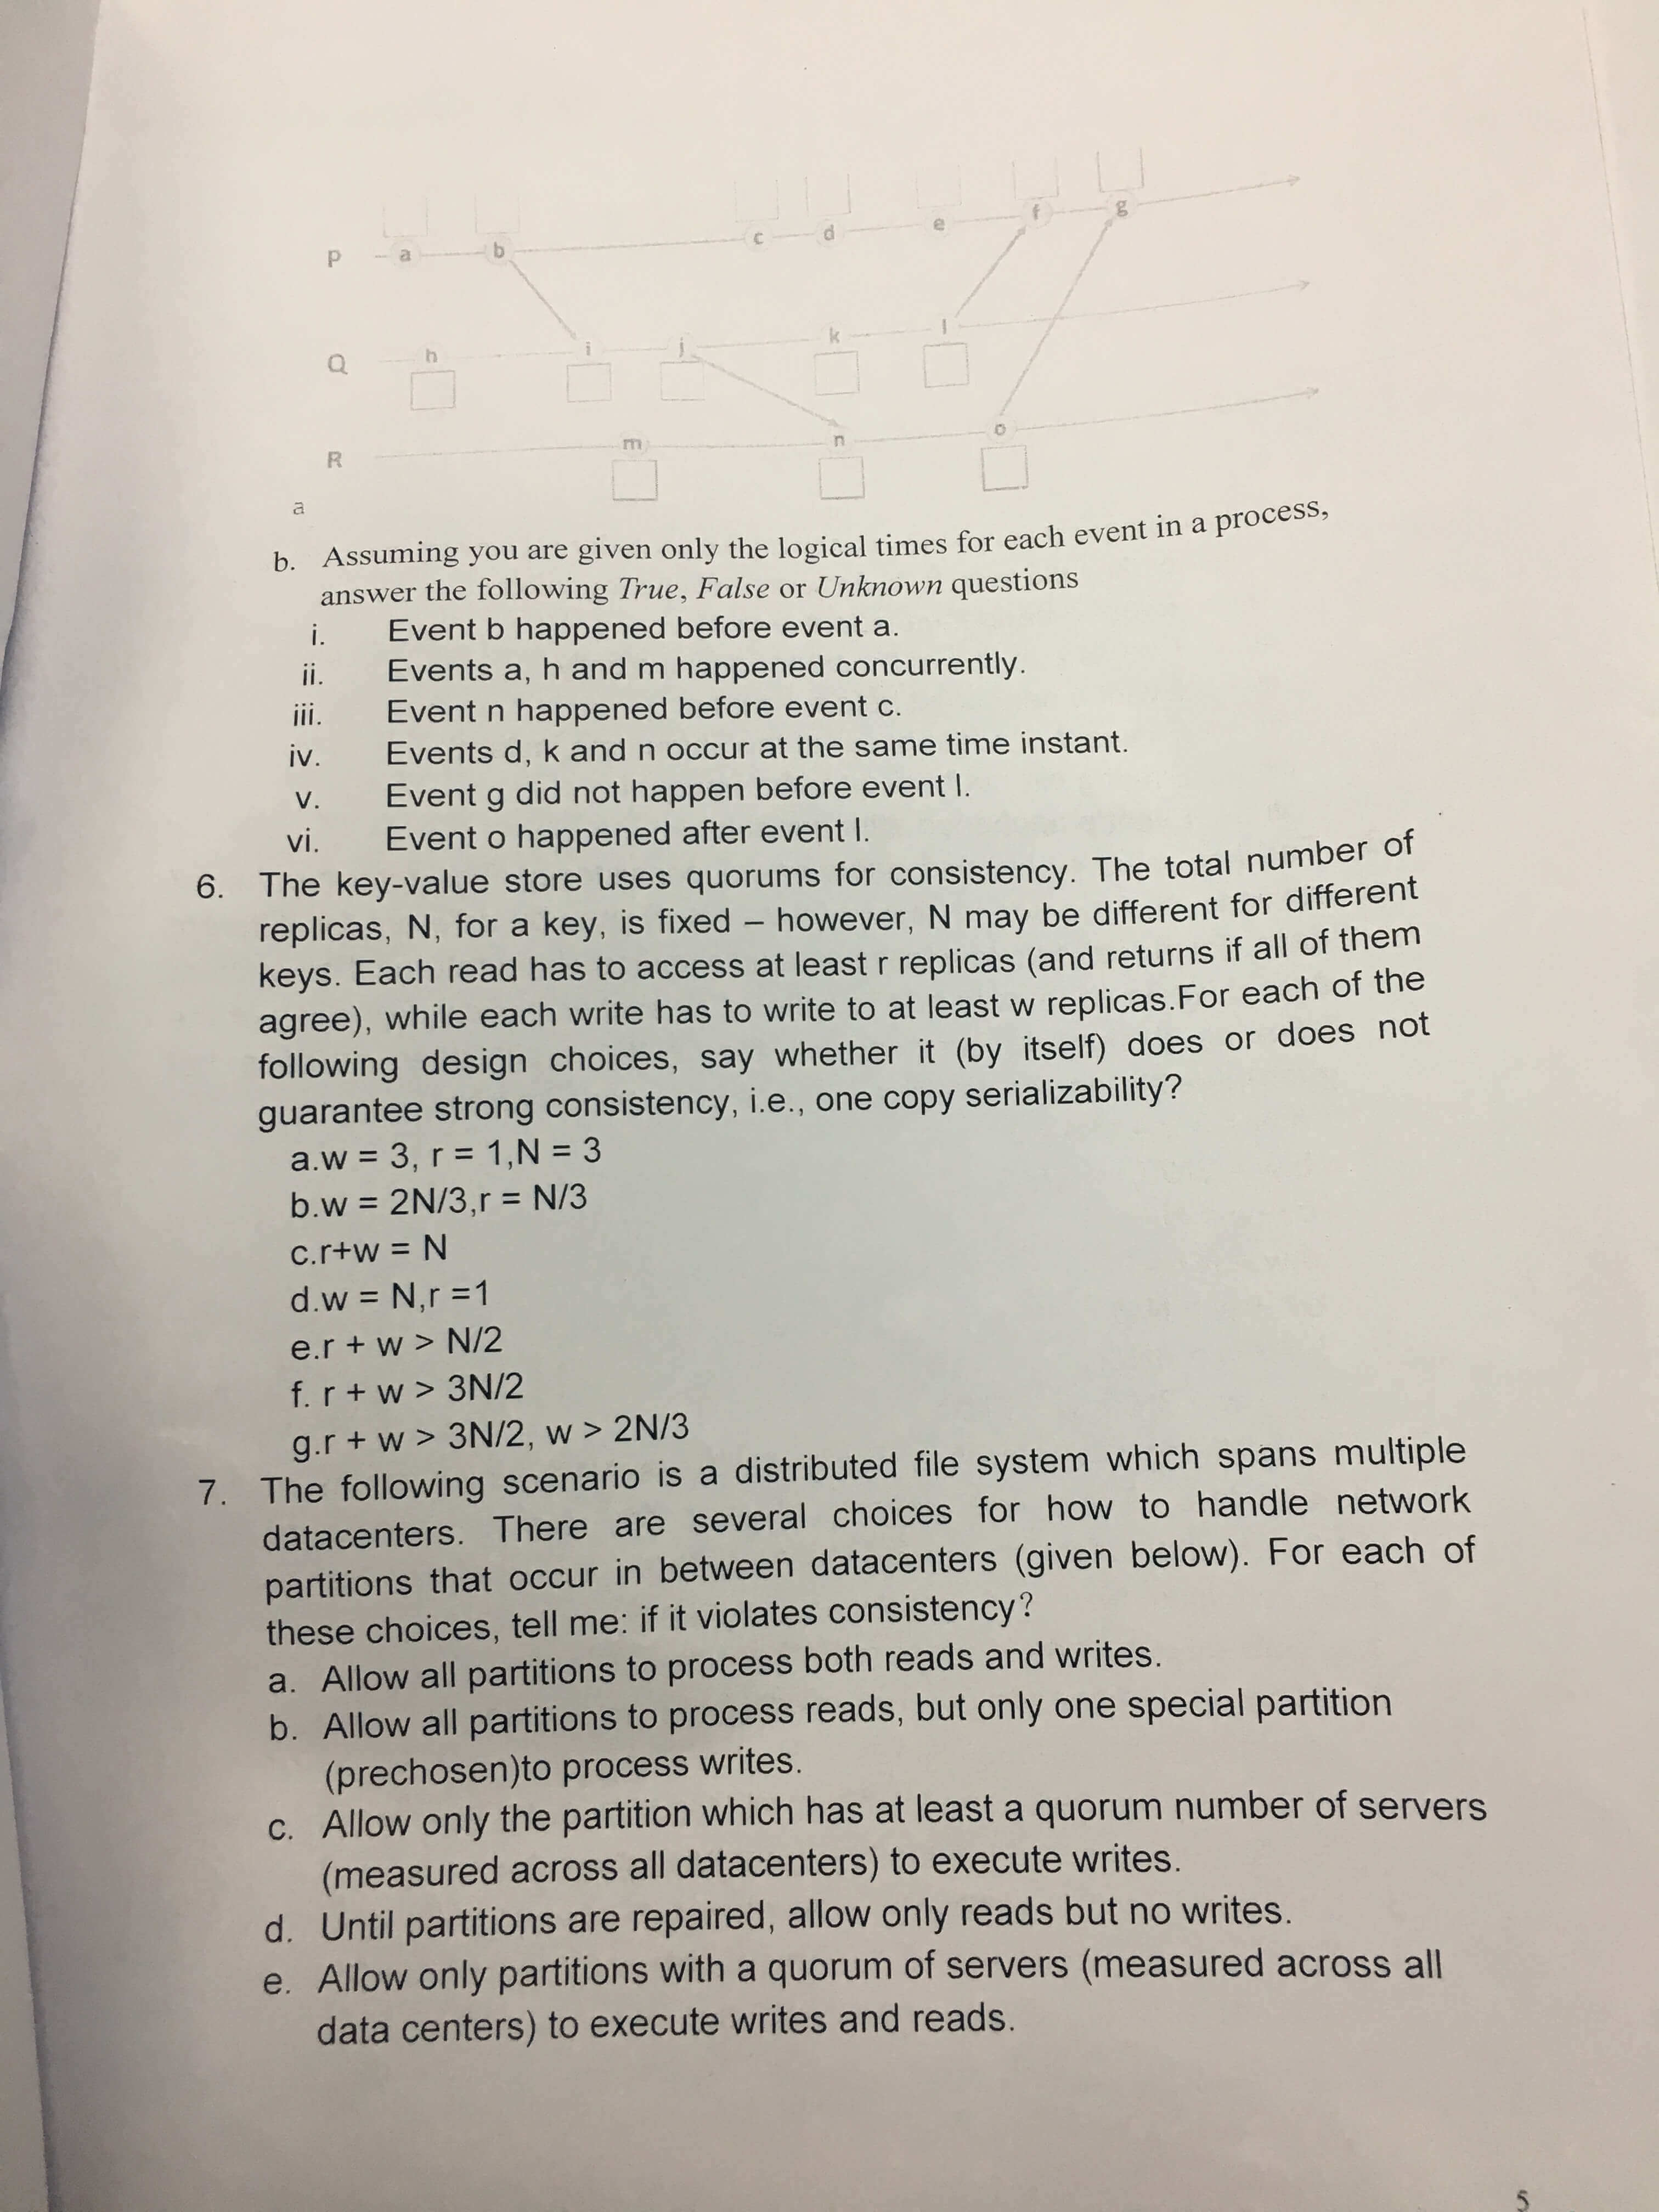 P a b c d e f g
Q h i j k l
R m n o
a
b. Assuming you are given only the logical times for each event in a process,
answer the following True, False or Unknown questions
i. Event b happened before event a.
ii. Events a, h and m happened concurrently.
iii. Event n happened before event c.
iv. Events d, k and n occur at the same time instant.
v. Event g did not happen before event l.
vi. Event o happened after event l.
6. The key-value store uses quorums for consistency. The total number of
replicas, N, for a key, is fixed – however, N may be different for different
keys. Each read has to access at least r replicas (and returns if all of them
agree), while each write has to write to at least w replicas.For each of the
following design choices, say whether it (by itself) does or does not
guarantee strong consistency, i.e., one copy serializability?
a.w = 3, r = 1,N = 3
b.w = 2N/3,r = N/3
c.r+w = N
d.w = N,r =1
e.r + w > N/2
f. r + w > 3N/2
g.r + w > 3N/2, w > 2N/3
7. The following scenario is a distributed file system which spans multiple
datacenters. There are several choices for how to handle network
partitions that occur in between datacenters (given below). For each of
these choices, tell me: if it violates consistency?
a. Allow all partitions to process both reads and writes.
b. Allow all partitions to process reads, but only one special partition
(prechosen)to process writes.
c. Allow only the partition which has at least a quorum number of servers
(measured across all datacenters) to execute writes.
d. Until partitions are repaired, allow only reads but no writes.
e. Allow only partitions with a quorum of servers (measured across all
data centers) to execute writes and reads.
5